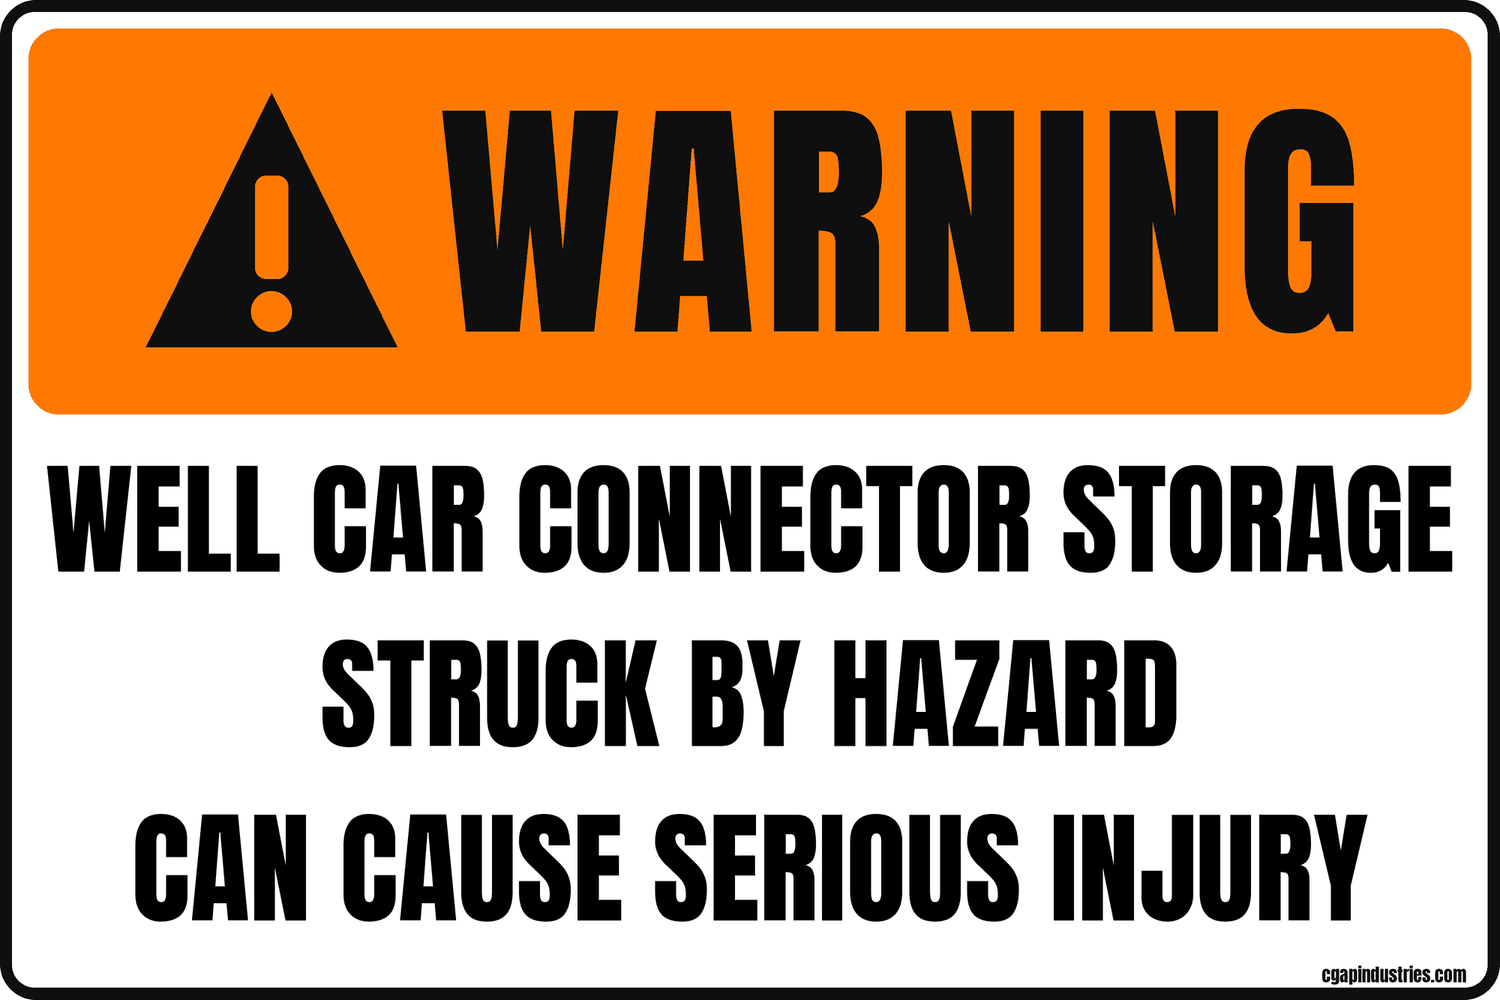 WARNING
WELL CAR CONNECTOR STORAGE
STRUCK BY HAZARD
CAN CAUSE SERIOUS INJURY
cgapindustries.com